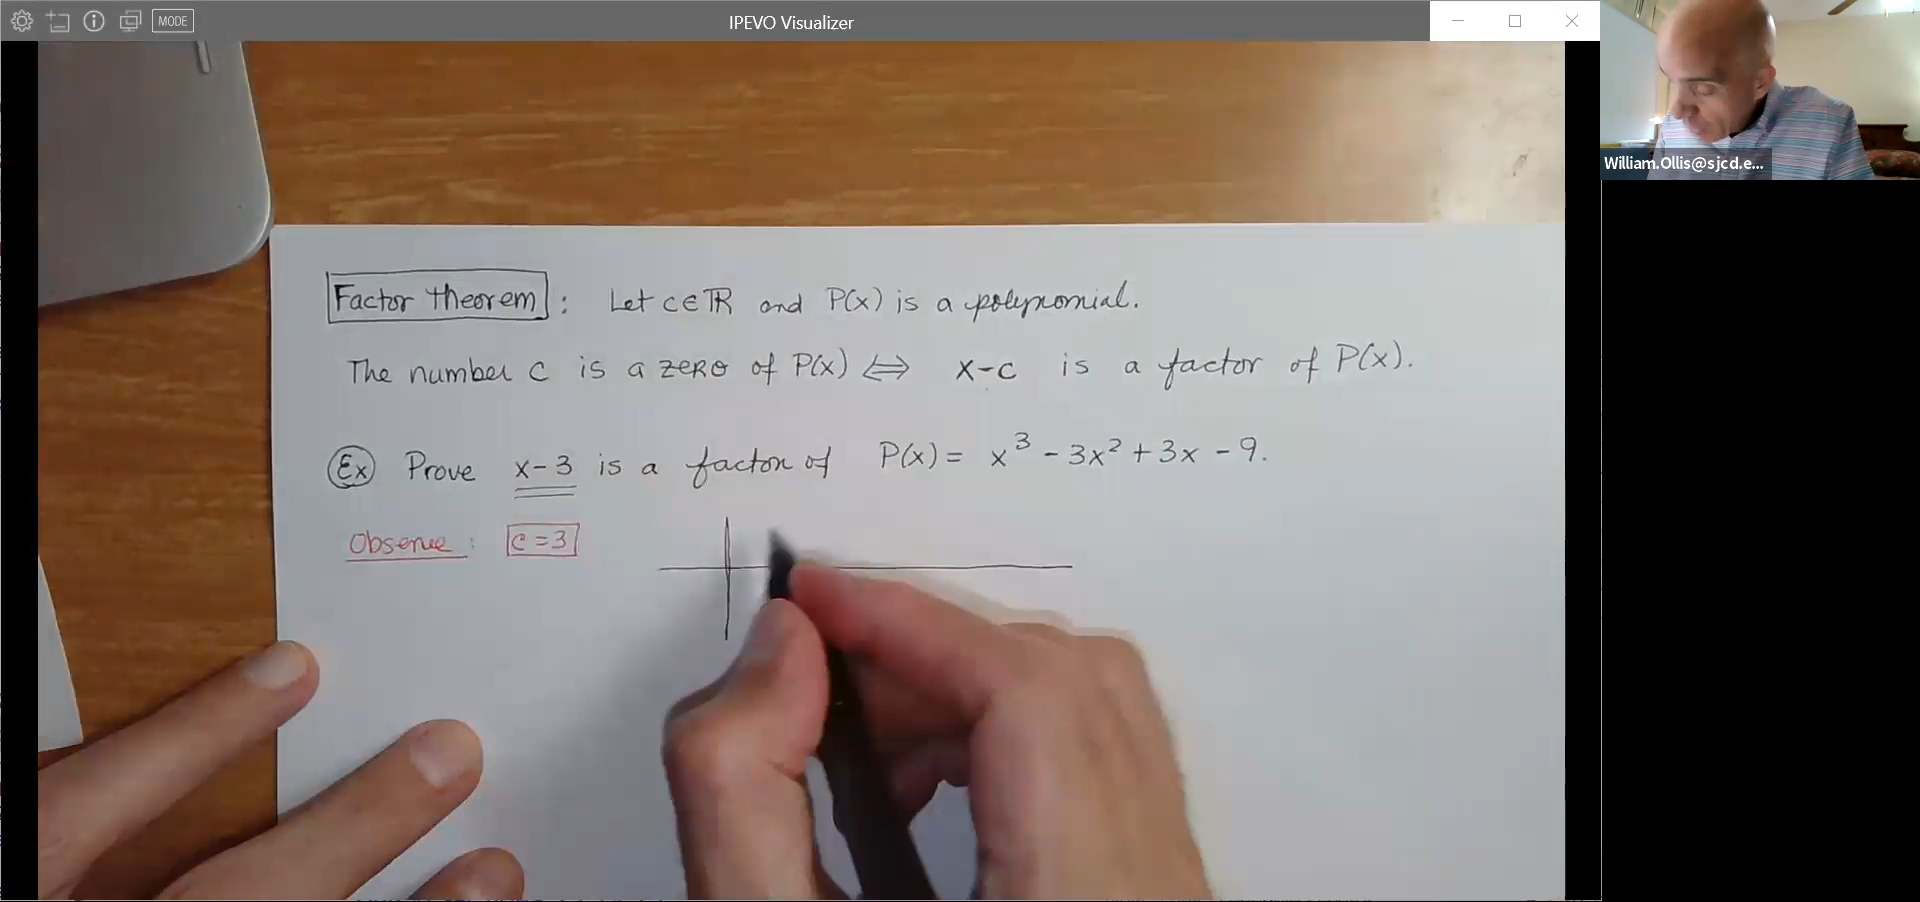 MODE
IPEVO Visualizer
William.Ollis@sjcd.e...
Factor theorem : Let c∈ℝ and P(x) is a polynomial.
The number c is a zero of P(x) ⟺ x-c is a factor of P(x).
Ex Prove x-3 is a factor of P(x) = x³ - 3x² + 3x - 9.
Observe : c = 3